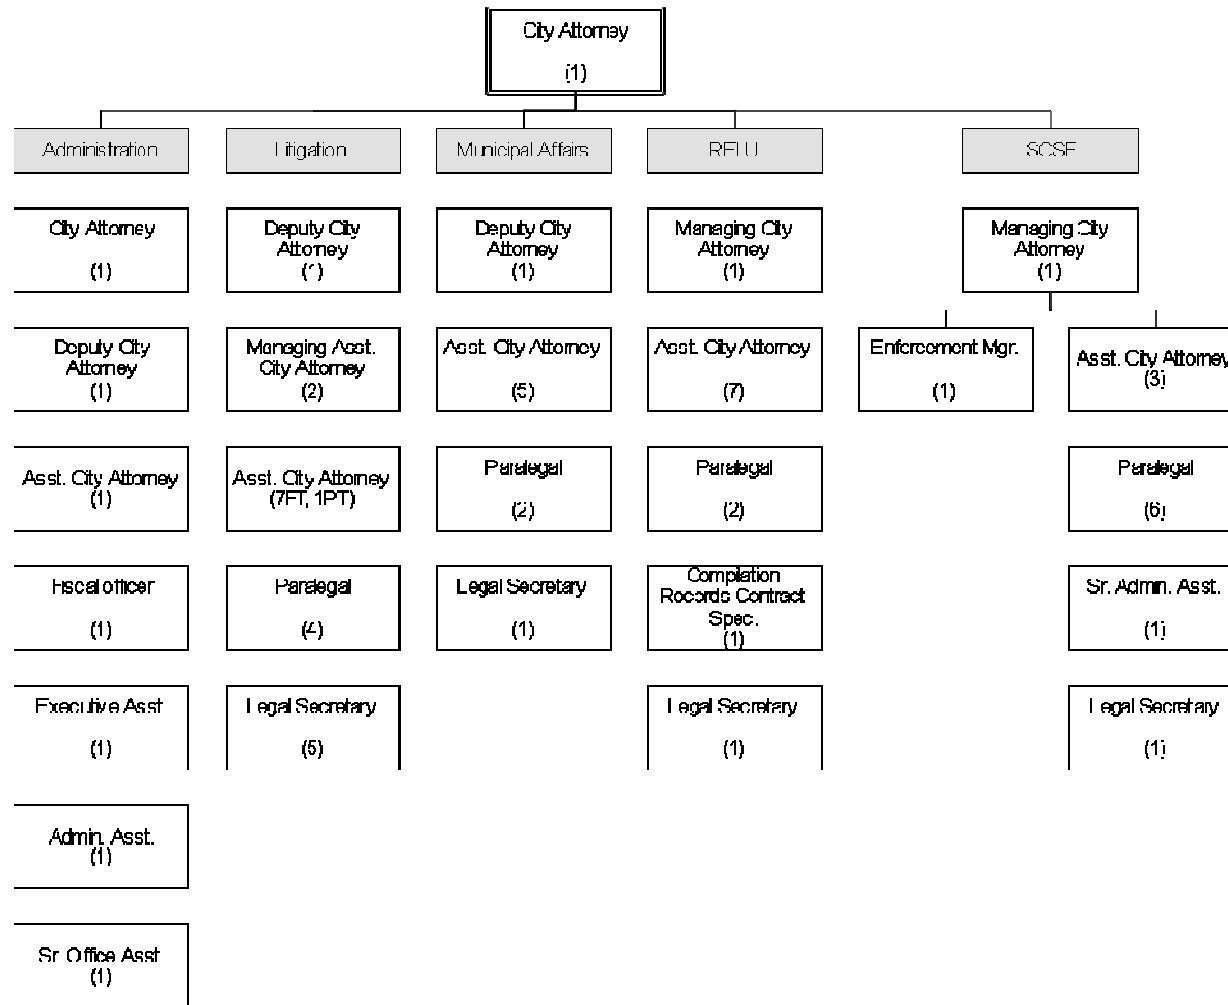 City Attorney
(1)
Administration
Litigation
Municipal Affairs
RELU
SCSE
City Attorney
(1)
Deputy City
Attorney
(1)
Asst. City Attorney
(1)
Fiscal officer
(1)
Executive Asst
(1)
Admin. Asst.
(1)
Sr. Office Asst
(1)
Deputy City
Attorney
(1)
Managing Asst.
City Attorney
(2)
Asst. City Attorney
(7FT, 1PT)
Paralegal
(4)
Legal Secretary
(5)
Deputy City
Attorney
(1)
Asst. City Attorney
(5)
Paralegal
(2)
Legal Secretary
(1)
Managing City
Attorney
(1)
Asst. City Attorney
(7)
Paralegal
(2)
Compilation
Records Contract
Spec.
(1)
Legal Secretary
(1)
Managing City
Attorney
(1)
Enforcement Mgr.
(1)
Asst. City Attorney
(3)
Paralegal
(6)
Sr. Admin. Asst.
(1)
Legal Secretary
(1)